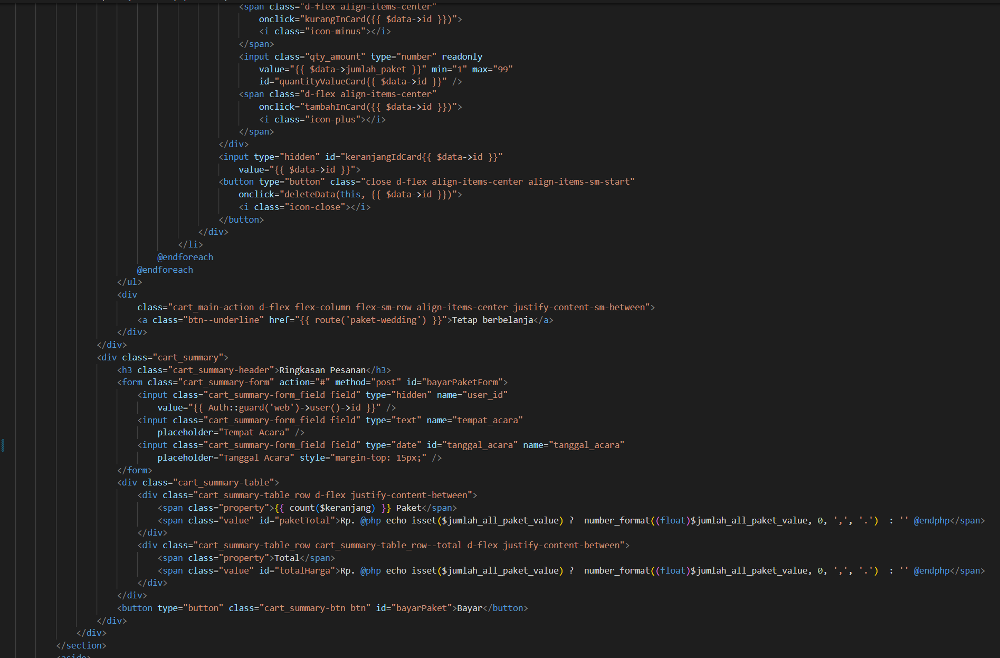 <span class="d-flex align-items-center"
onclick="kurangInCard({{ $data->id }})">
<i class="icon-minus"></i>
</span>
<input class="qty_amount" type="number" readonly
value="{{ $data->jumlah_paket }}" min="1" max="99"
id="quantityValueCard{{ $data->id }}" />
<span class="d-flex align-items-center"
onclick="tambahInCard({{ $data->id }})">
<i class="icon-plus"></i>
</span>
</div>
<input type="hidden" id="keranjangIdCard{{ $data->id }}"
value="{{ $data->id }}">
<button type="button" class="close d-flex align-items-center align-items-sm-start"
onclick="deleteData(this, {{ $data->id }})">
<i class="icon-close"></i>
</button>
</div>
</li>
@endforeach
@endforeach
</ul>
<div
class="cart_main-action d-flex flex-column flex-sm-row align-items-center justify-content-sm-between">
<a class="btn--underline" href="{{ route('paket-wedding') }}">Tetap berbelanja</a>
</div>
</div>
<div class="cart_summary">
<h3 class="cart_summary-header">Ringkasan Pesanan</h3>
<form class="cart_summary-form" action="#" method="post" id="bayarPaketForm">
<input class="cart_summary-form_field field" type="hidden" name="user_id"
value="{{ Auth::guard('web')->user()->id }}" />
<input class="cart_summary-form_field field" type="text" name="tempat_acara"
placeholder="Tempat Acara" />
<input class="cart_summary-form_field field" type="date" id="tanggal_acara" name="tanggal_acara"
placeholder="Tanggal Acara" style="margin-top: 15px;" />
</form>
<div class="cart_summary-table">
<div class="cart_summary-table_row d-flex justify-content-between">
<span class="property">{{ count($keranjang) }} Paket</span>
<span class="value" id="paketTotal">Rp. @php echo isset($jumlah_all_paket_value) ?  number_format((float)$jumlah_all_paket_value, 0, ',', '.')  : '' @endphp</span>
</div>
<div class="cart_summary-table_row cart_summary-table_row--total d-flex justify-content-between">
<span class="property">Total</span>
<span class="value" id="totalHarga">Rp. @php echo isset($jumlah_all_paket_value) ?  number_format((float)$jumlah_all_paket_value, 0, ',', '.')  : '' @endphp</span>
</div>
</div>
<button type="button" class="cart_summary-btn btn" id="bayarPaket">Bayar</button>
</div>
</div>
</section>
<aside>